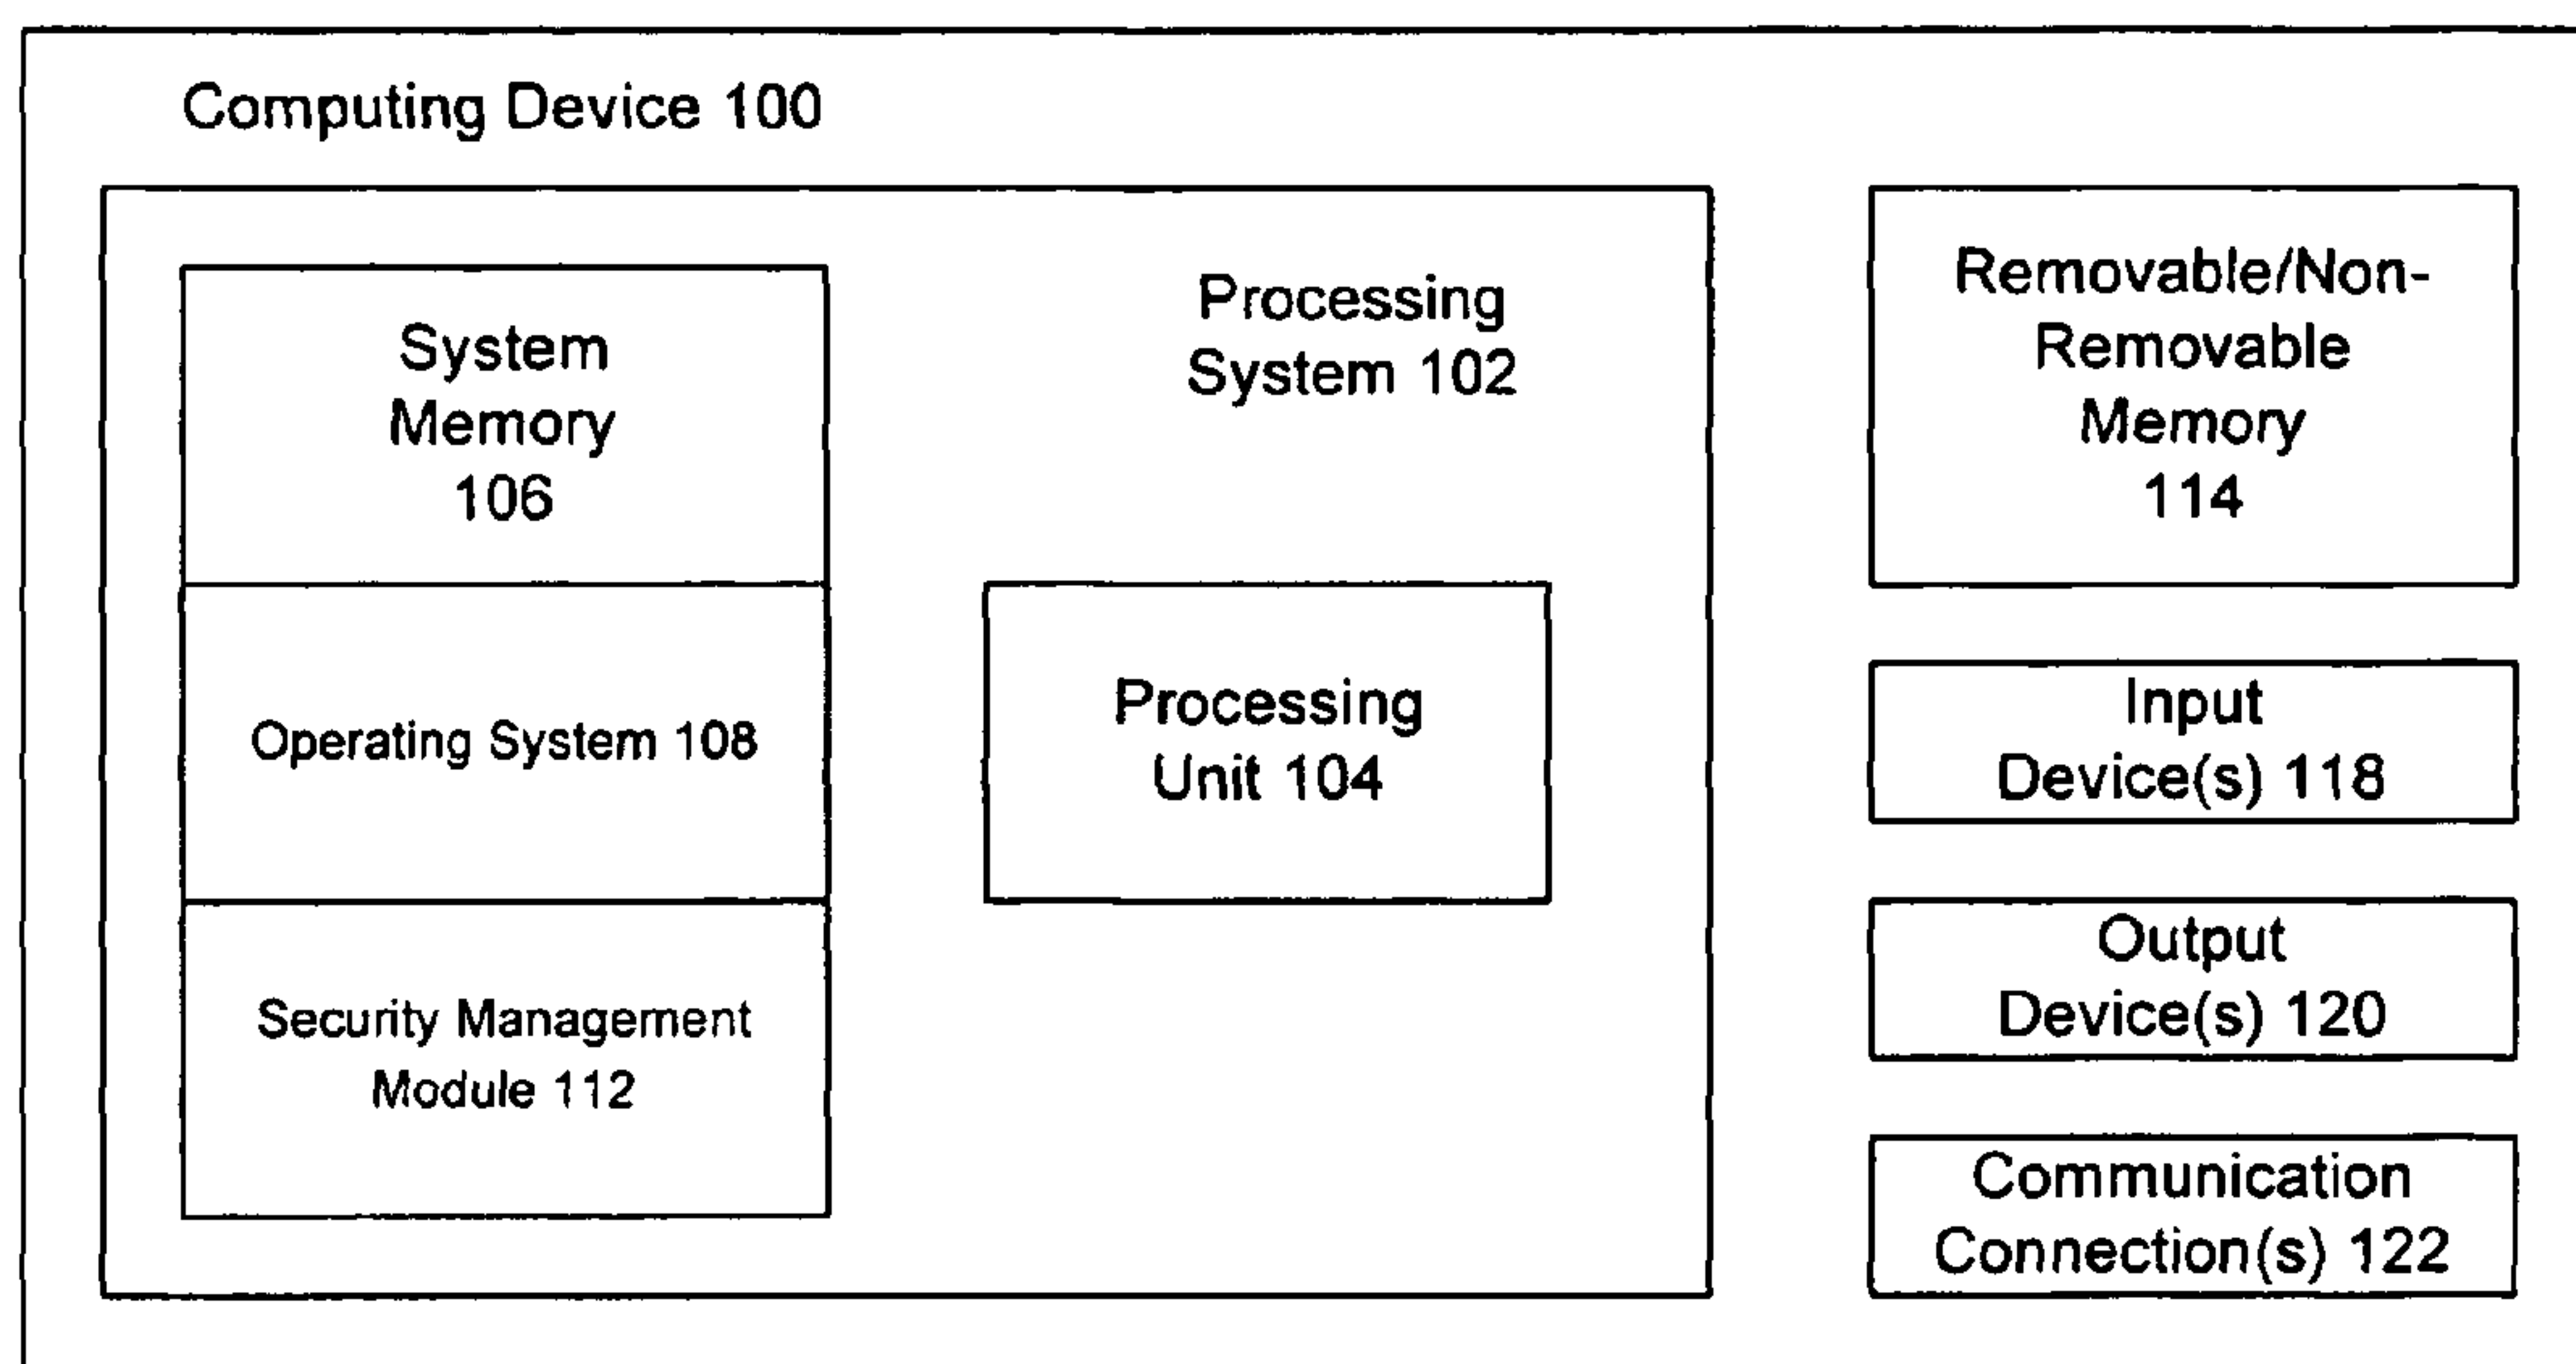 Computing Device 100
System
Memory
106
Operating System 108
Security Management
Module 112
Processing
System 102
Processing
Unit 104
Removable/Non-
Removable
Memory
114
Input
Device(s) 118
Output
Device(s) 120
Communication
Connection(s) 122